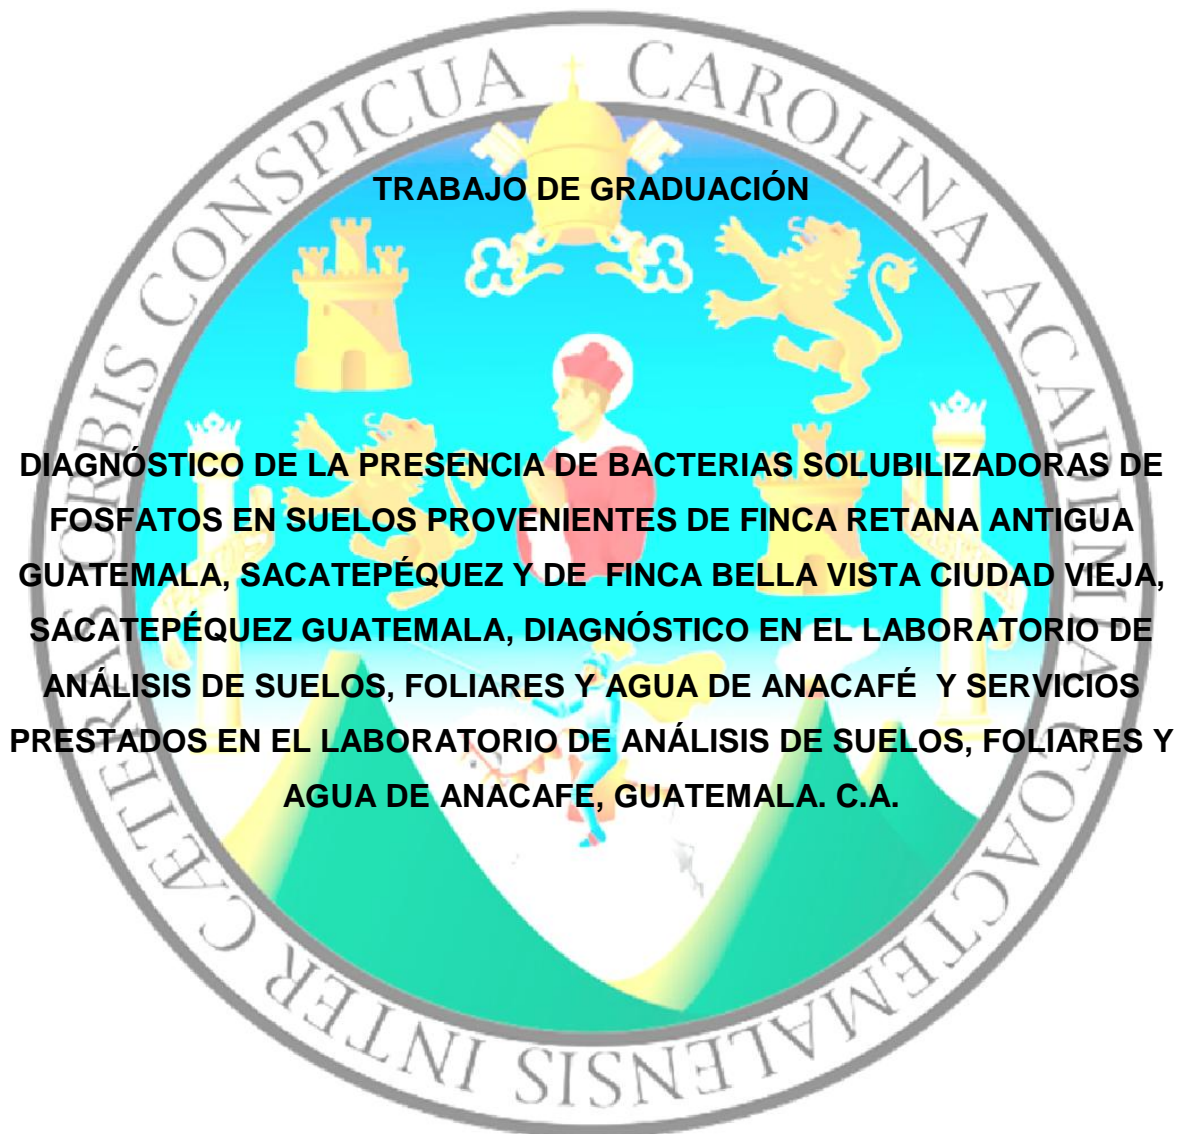 TRABAJO DE GRADUACIÓN
DIAGNÓSTICO DE LA PRESENCIA DE BACTERIAS SOLUBILIZADORAS DE
FOSFATOS EN SUELOS PROVENIENTES DE FINCA RETANA ANTIGUA
GUATEMALA, SACATEPÉQUEZ Y DE FINCA BELLA VISTA CIUDAD VIEJA,
SACATEPÉQUEZ GUATEMALA, DIAGNÓSTICO EN EL LABORATORIO DE
ANÁLISIS DE SUELOS, FOLIARES Y AGUA DE ANACAFÉ Y SERVICIOS
PRESTADOS EN EL LABORATORIO DE ANÁLISIS DE SUELOS, FOLIARES Y
AGUA DE ANACAFE, GUATEMALA. C.A.
CÆTERAS ORBIS CONSPICUA CAROLINA ACADEMIA COACTEMALENSIS INTER